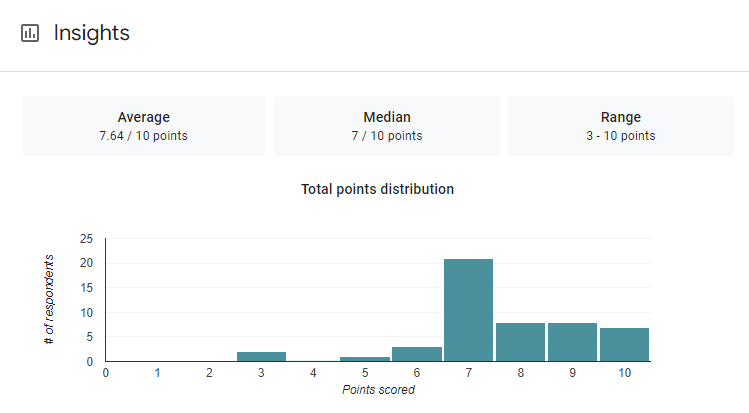 Insights
Average
7.64 / 10 points
Median
7 / 10 points
Range
3 - 10 points
Total points distribution
# of respondents
25
20
15
10
5
0
0 1 2 3 4 5 6 7 8 9 10
Points scored